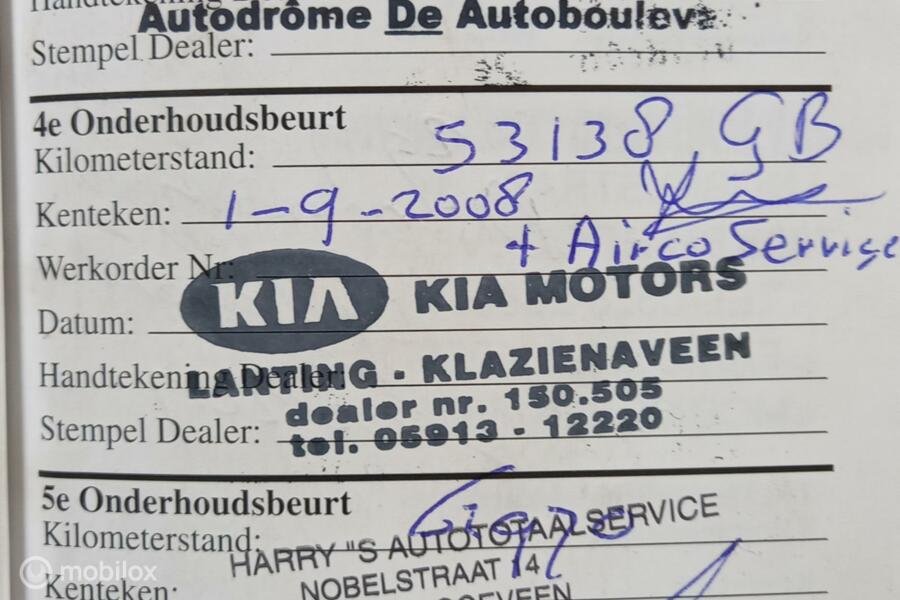 Autodrôme De Autobouleva
Stempel Dealer:
4e Onderhoudsbeurt
Kilometerstand: 53138, GB
Kenteken: 1-9-2008
+ Airco Service
Werkorder Nr:
KIA KIA MOTORS
Datum:
LANTING - KLAZIENAVEEN
Handtekening Dealer:
dealer nr. 150.505
Stempel Dealer:
tel. 05913 - 12220
5e Onderhoudsbeurt
Kilometerstand:
HARRY "S AUTOTOTAALSERVICE
NOBELSTRAAT 14
Kenteken:
mobilox